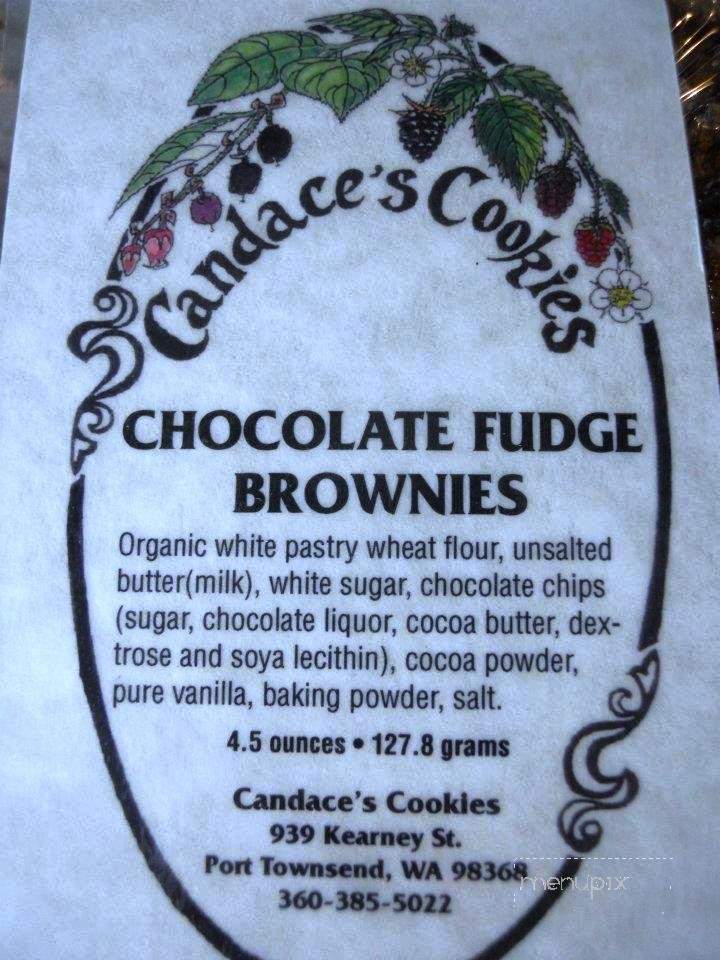 Candace's Cookies
CHOCOLATE FUDGE
BROWNIES
Organic white pastry wheat flour, unsalted
butter(milk), white sugar, chocolate chips
(sugar, chocolate liquor, cocoa butter, dex-
trose and soya lecithin), cocoa powder,
pure vanilla, baking powder, salt.
4.5 ounces • 127.8 grams
Candace's Cookies
939 Kearney St.
Port Townsend, WA 98368
360-385-5022
menupix